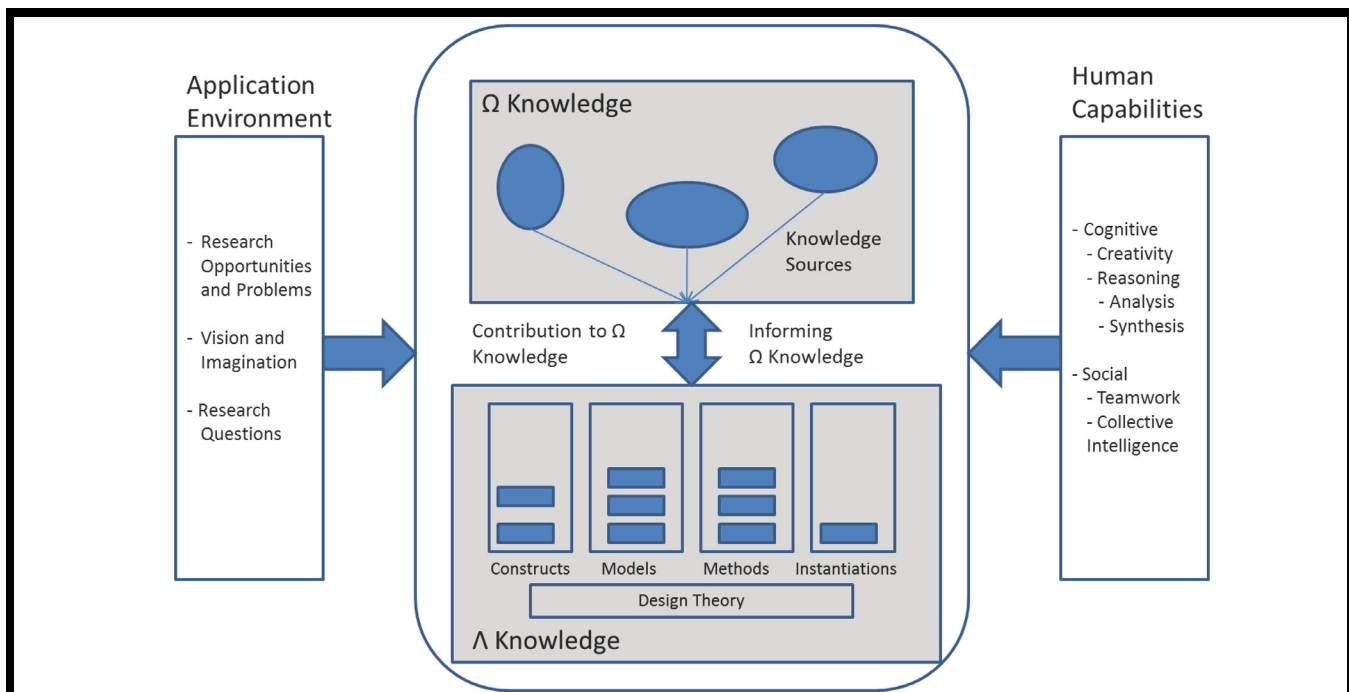 Application
Environment
- Research
Opportunities
and Problems
- Vision and
Imagination
- Research
Questions
Ω Knowledge
Knowledge
Sources
Contribution to Ω
Knowledge
Informing
Ω Knowledge
Constructs
Models
Methods
Instantiations
Design Theory
Λ Knowledge
Human
Capabilities
- Cognitive
- Creativity
- Reasoning
- Analysis
- Synthesis
- Social
- Teamwork
- Collective
Intelligence